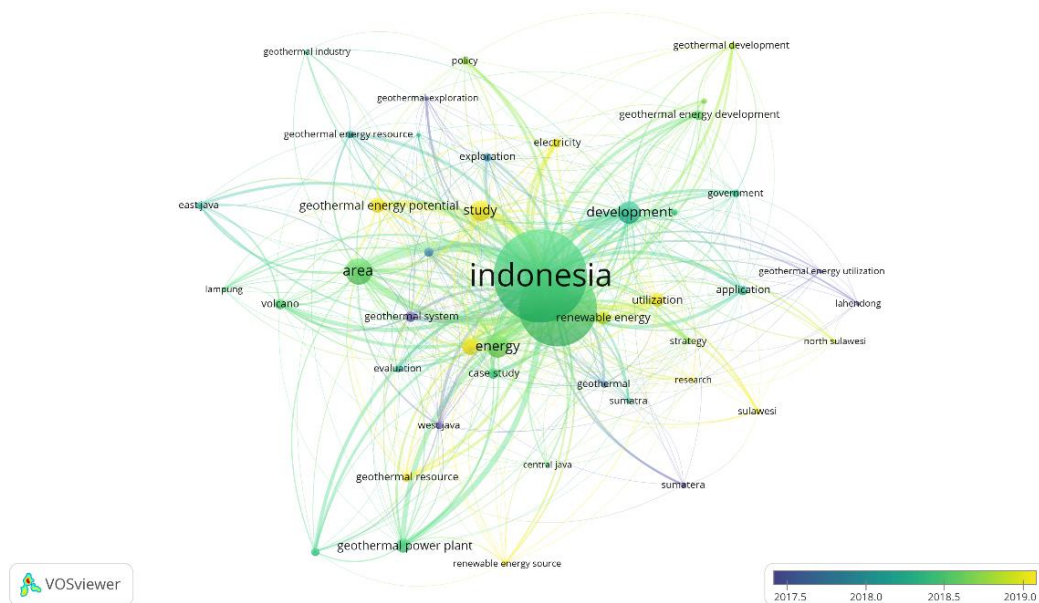 geothermal development
geothermal industry
policy
geothermal exploration
geothermal energy development
geothermal energy resource
electricity
exploration
government
east java
geothermal energy potential
study
development
area
indonesia
geothermal energy utilization
lampung
application
volcano
utilization
lahendong
geothermal system
renewable energy
strategy
north sulawesi
energy
evaluation
case study
geothermal
research
sumatra
sulawesi
west java
central java
geothermal resource
sumatera
geothermal power plant
renewable energy source
VOSviewer
2017.5 2018.0 2018.5 2019.0